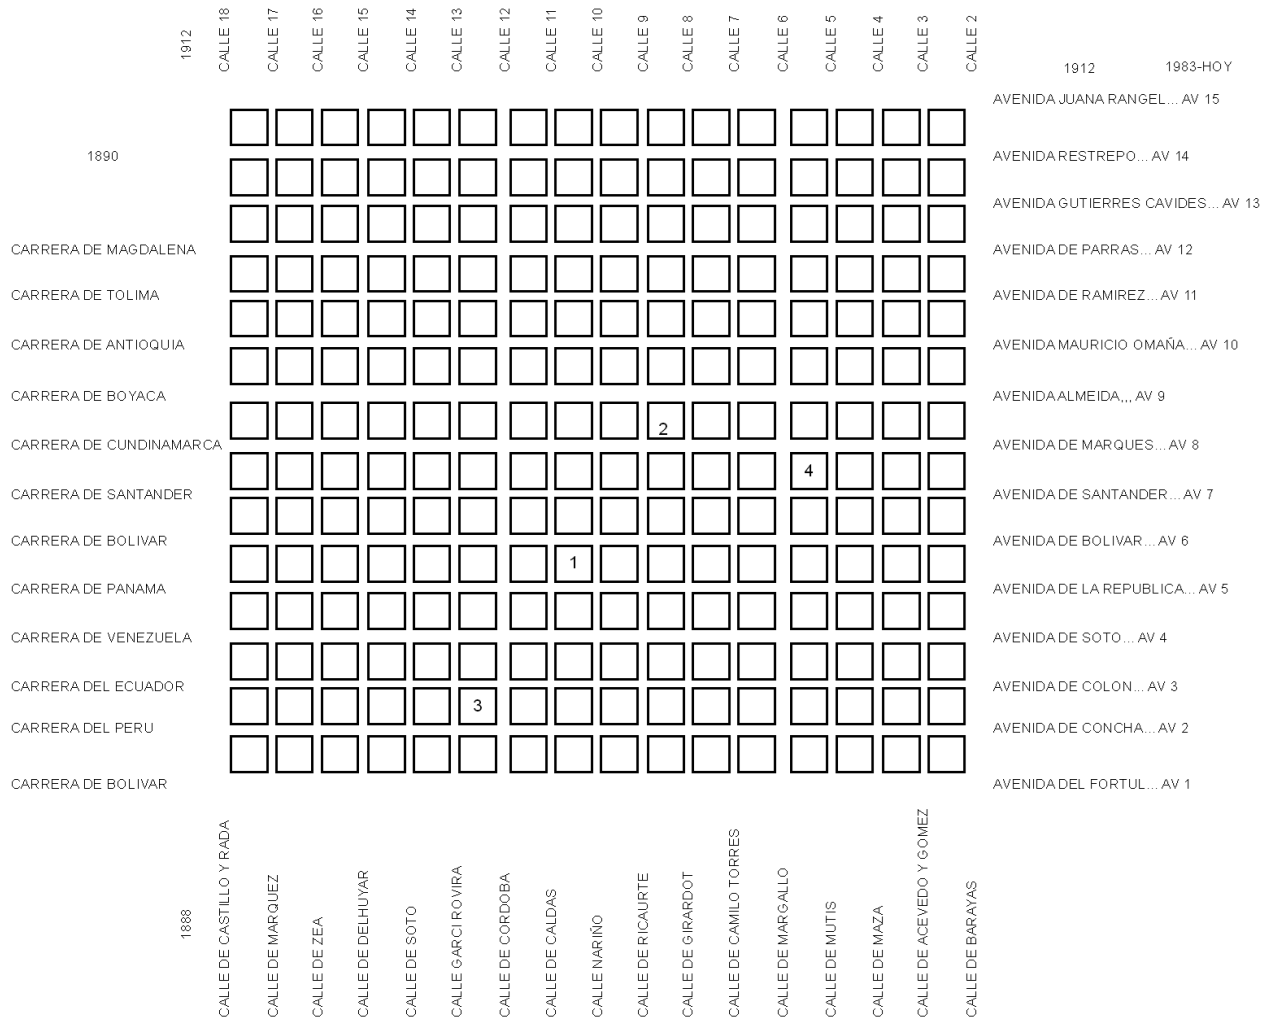 1912
CALLE 18
CALLE 17
CALLE 16
CALLE 15
CALLE 14
CALLE 13
CALLE 12
CALLE 11
CALLE 10
CALLE 9
CALLE 8
CALLE 7
CALLE 6
CALLE 5
CALLE 4
CALLE 3
CALLE 2
1912
1983-HOY
1890
AVENIDA JUANA RANGEL... AV 15
AVENIDA RESTREPO... AV 14
AVENIDA GUTIERRES CAVIDES... AV 13
CARRERA DE MAGDALENA
AVENIDA DE PARRAS... AV 12
CARRERA DE TOLIMA
AVENIDA DE RAMIREZ... AV 11
CARRERA DE ANTIOQUIA
AVENIDA MAURICIO OMAÑA... AV 10
CARRERA DE BOYACA
AVENIDA ALMEIDA,,, AV 9
2
CARRERA DE CUNDINAMARCA
AVENIDA DE MARQUES... AV 8
4
CARRERA DE SANTANDER
AVENIDA DE SANTANDER... AV 7
CARRERA DE BOLIVAR
AVENIDA DE BOLIVAR... AV 6
1
CARRERA DE PANAMA
AVENIDA DE LA REPUBLICA... AV 5
CARRERA DE VENEZUELA
AVENIDA DE SOTO... AV 4
CARRERA DEL ECUADOR
AVENIDA DE COLON... AV 3
3
CARRERA DEL PERU
AVENIDA DE CONCHA... AV 2
CARRERA DE BOLIVAR
AVENIDA DEL FORTUL... AV 1
1888
CALLE DE CASTILLO Y RADA
CALLE DE MARQUEZ
CALLE DE ZEA
CALLE DE DELHUYAR
CALLE DE SOTO
CALLE GARCI ROVIRA
CALLE DE CORDOBA
CALLE DE CALDAS
CALLE NARIÑO
CALLE DE RICAURTE
CALLE DE GIRARDOT
CALLE DE CAMILO TORRES
CALLE DE MARGALLO
CALLE DE MUTIS
CALLE DE MAZA
CALLE DE ACEVEDO Y GOMEZ
CALLE DE BARAYAS